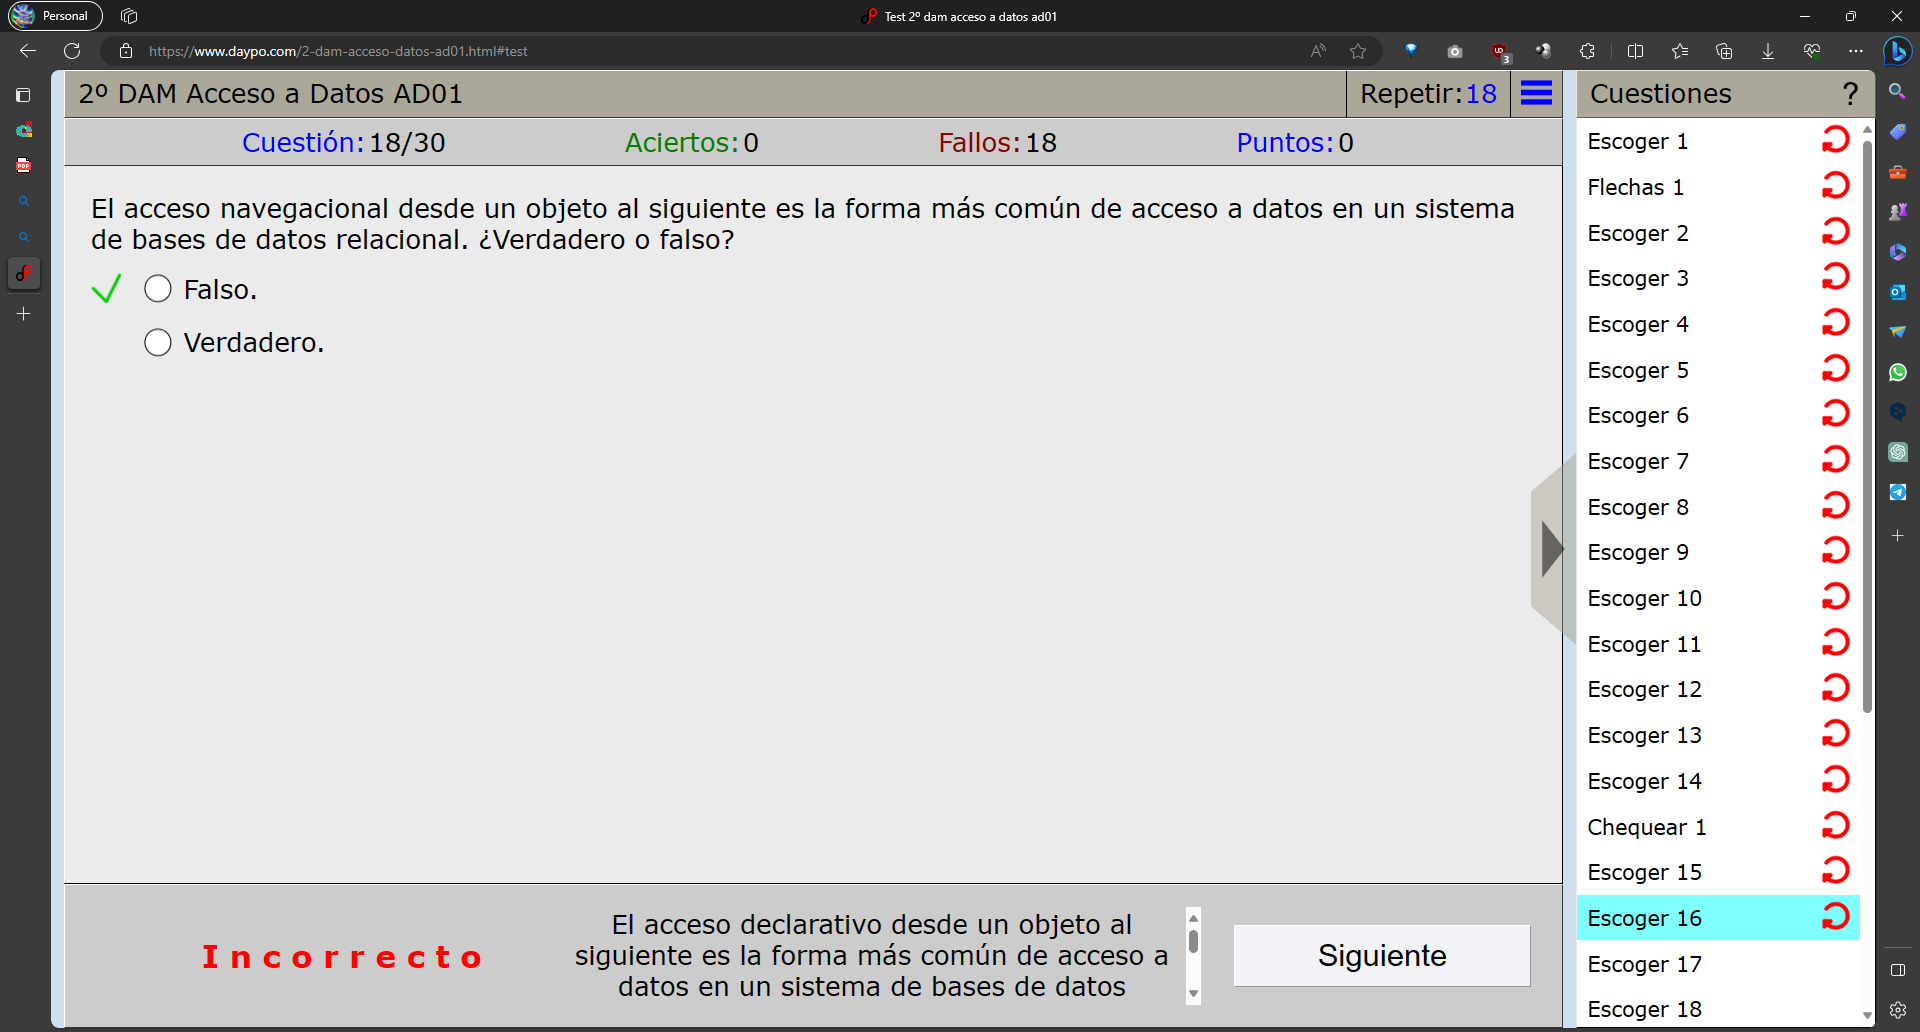 Personal
Test 2º dam acceso a datos ad01
https://www.daypo.com/2-dam-acceso-datos-ad01.html#test
2º DAM Acceso a Datos AD01
Repetir:18
Cuestiones
?
Cuestión:18/30
Aciertos:0
Fallos:18
Puntos:0
El acceso navegacional desde un objeto al siguiente es la forma más común de acceso a datos en un sistema
de bases de datos relacional. ¿Verdadero o falso?
Falso.
Verdadero.
Incorrecto
El acceso declarativo desde un objeto al
siguiente es la forma más común de acceso a
datos en un sistema de bases de datos
Siguiente
Escoger 1
Flechas 1
Escoger 2
Escoger 3
Escoger 4
Escoger 5
Escoger 6
Escoger 7
Escoger 8
Escoger 9
Escoger 10
Escoger 11
Escoger 12
Escoger 13
Escoger 14
Chequear 1
Escoger 15
Escoger 16
Escoger 17
Escoger 18
3
PDF